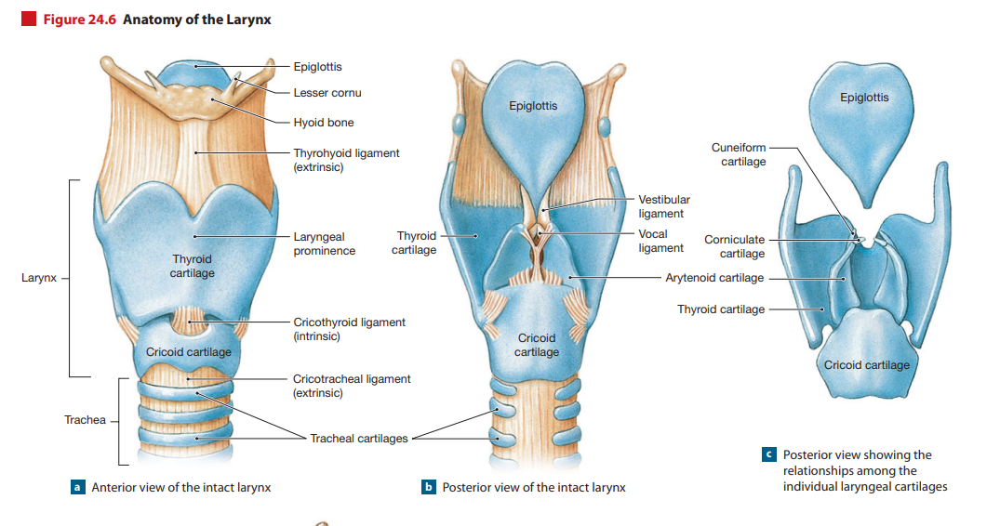 Figure 24.6 Anatomy of the Larynx
Epiglottis
Lesser cornu
Hyoid bone
Thyrohyoid ligament
(extrinsic)
Laryngeal
prominence
Thyroid
cartilage
Larynx
Cricothyroid ligament
(intrinsic)
Cricoid cartilage
Cricotracheal ligament
(extrinsic)
Trachea
Tracheal cartilages
a Anterior view of the intact larynx
Epiglottis
Vestibular
ligament
Vocal
ligament
Thyroid
cartilage
Arytenoid cartilage
Cricoid
cartilage
b Posterior view of the intact larynx
Epiglottis
Cuneiform
cartilage
Corniculate
cartilage
Thyroid cartilage
Cricoid cartilage
c Posterior view showing the
relationships among the
individual laryngeal cartilages